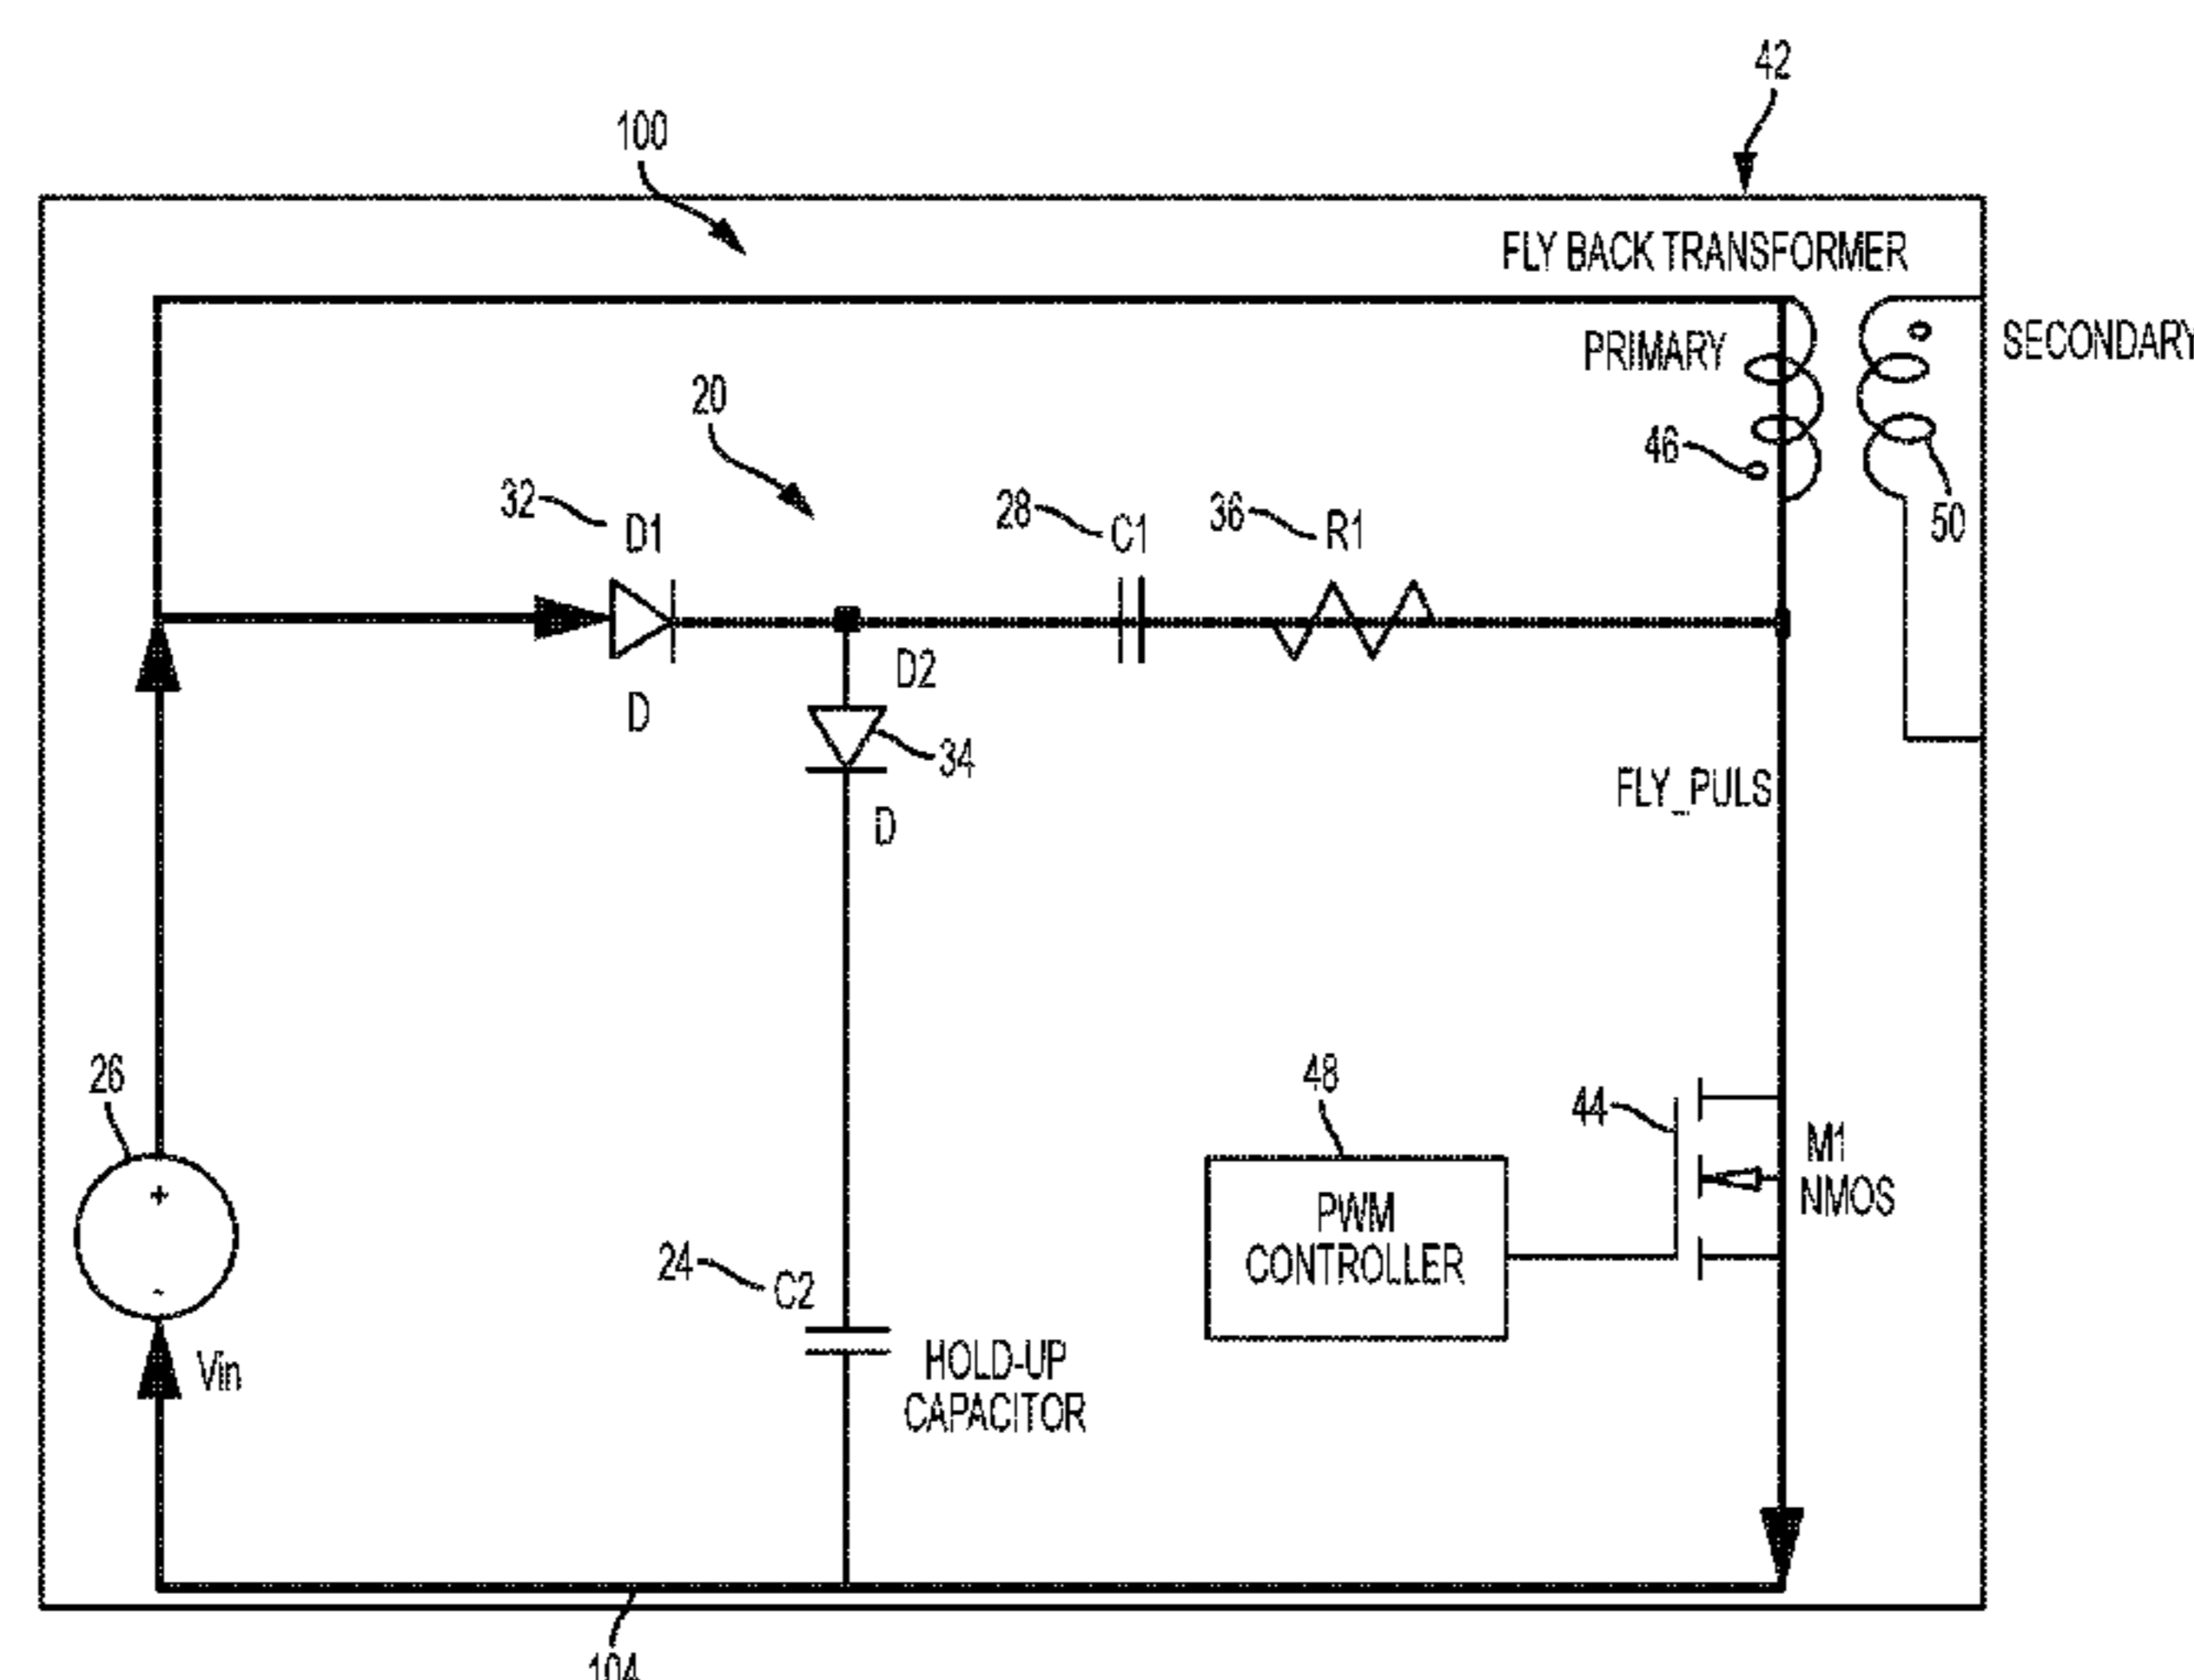 42
100
FLY BACK TRANSFORMER
PRIMARY
SECONDARY
20
46
32
D1
28
C1
36
R1
50
D2
D
34
FLY_PULS
D
26
48
44
M1
NMOS
PWM
CONTROLLER
+
-
24
C2
Vin
HOLD-UP
CAPACITOR
104